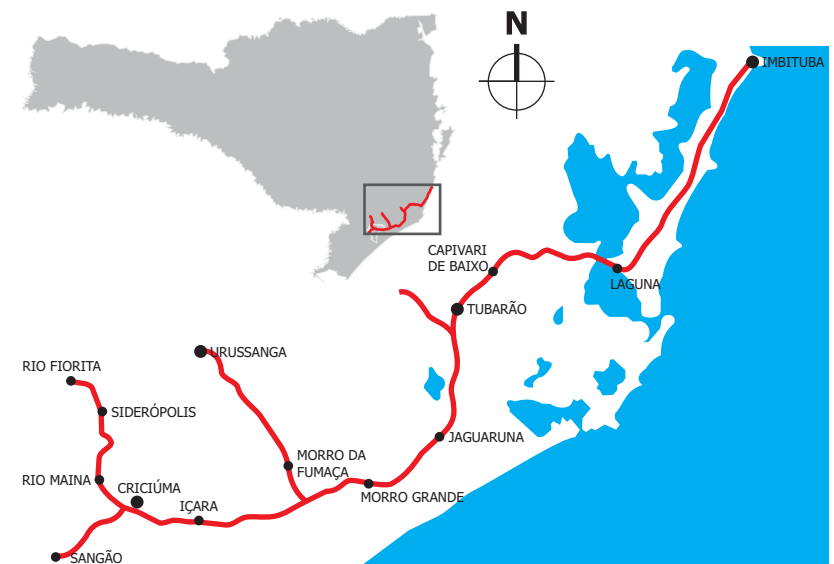 N
IMBITUBA
CAPIVARI
DE BAIXO
LAGUNA
TUBARÃO
URUSSANGA
RIO FIORITA
SIDERÓPOLIS
JAGUARUNA
MORRO DA
FUMAÇA
RIO MAINA
CRICIÚMA
MORRO GRANDE
IÇARA
SANGÃO